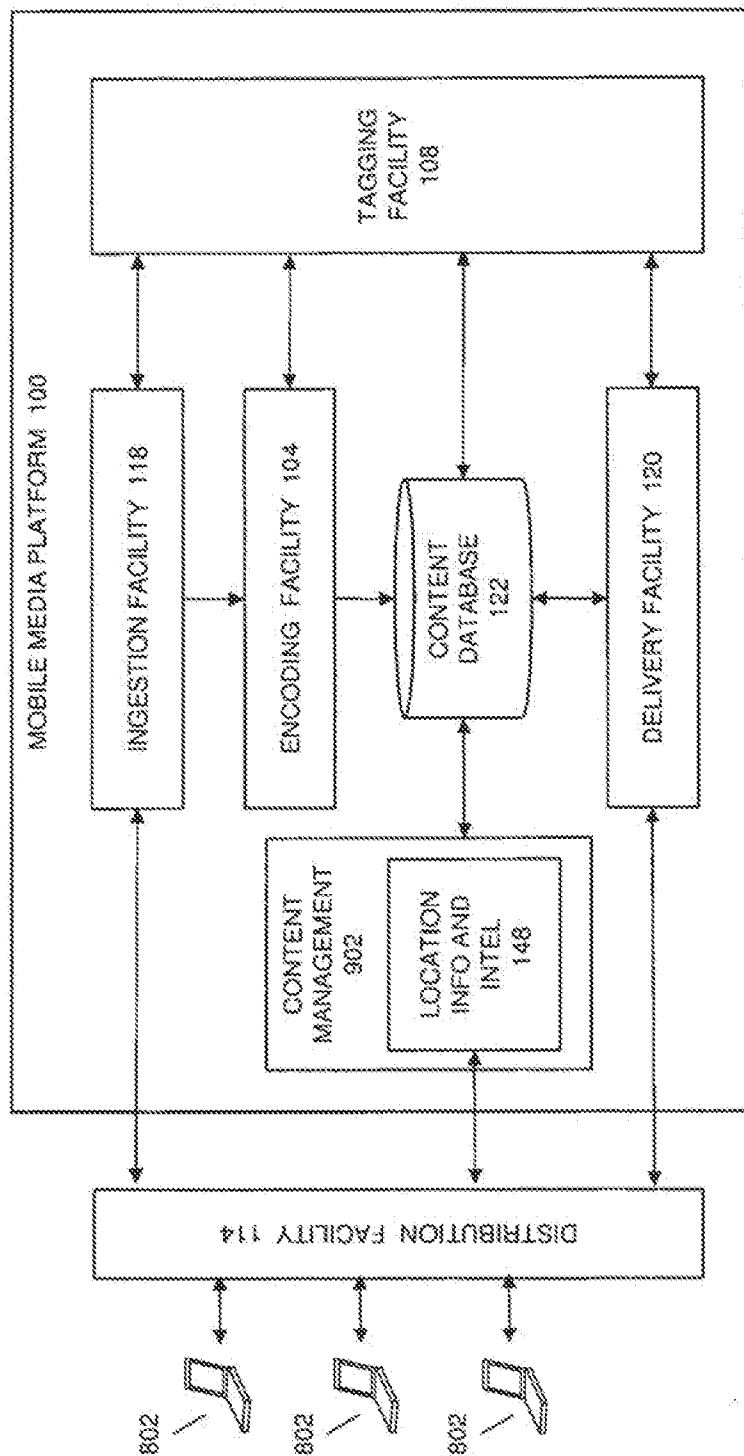 MOBILE MEDIA PLATFORM 100
INGESTION FACILITY 118
ENCODING FACILITY 104
CONTENT
DATABASE
122
DELIVERY FACILITY 120
TAGGING
FACILITY
108
CONTENT
MANAGEMENT
902
LOCATION
INFO AND
INTEL
148
DISTRIBUTION FACILITY 114
802
802
802